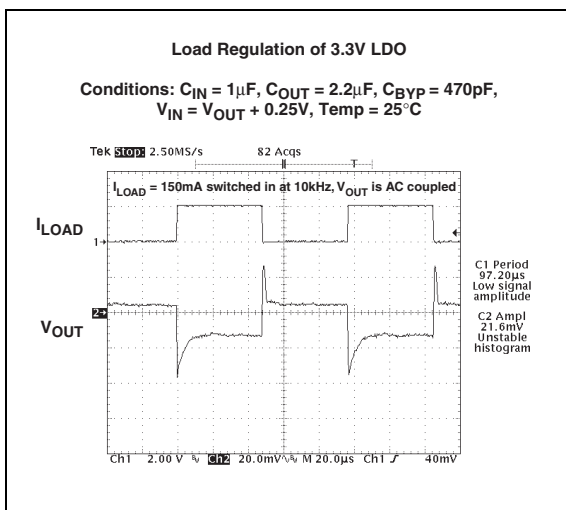 Load Regulation of 3.3V LDO
Conditions: CIN = 1μF, COUT = 2.2μF, CBYP = 470pF,
VIN = VOUT + 0.25V, Temp = 25°C
Tek Stop: 2.50MS/s 82 Acqs
T
ILOAD = 150mA switched in at 10kHz, VOUT is AC coupled
ILOAD
1→
C1 Period
97.20μs
Low signal
amplitude
2→
VOUT
C2 Ampl
21.6mV
Unstable
histogram
Ch1 2.00 V Ch2 20.0mV M 20.0μs Ch1 40mV